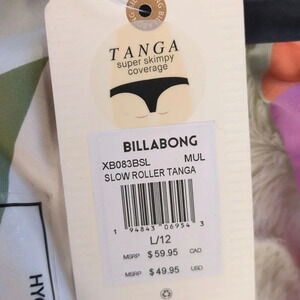 TANGA
super skimpy
coverage
BILLABONG
XB083BSL MUL
SLOW ROLLER TANGA
1 94843 06954 3
L/12
MSRP $ 59.95 CAD
MSRP $ 49.95 USD
HY